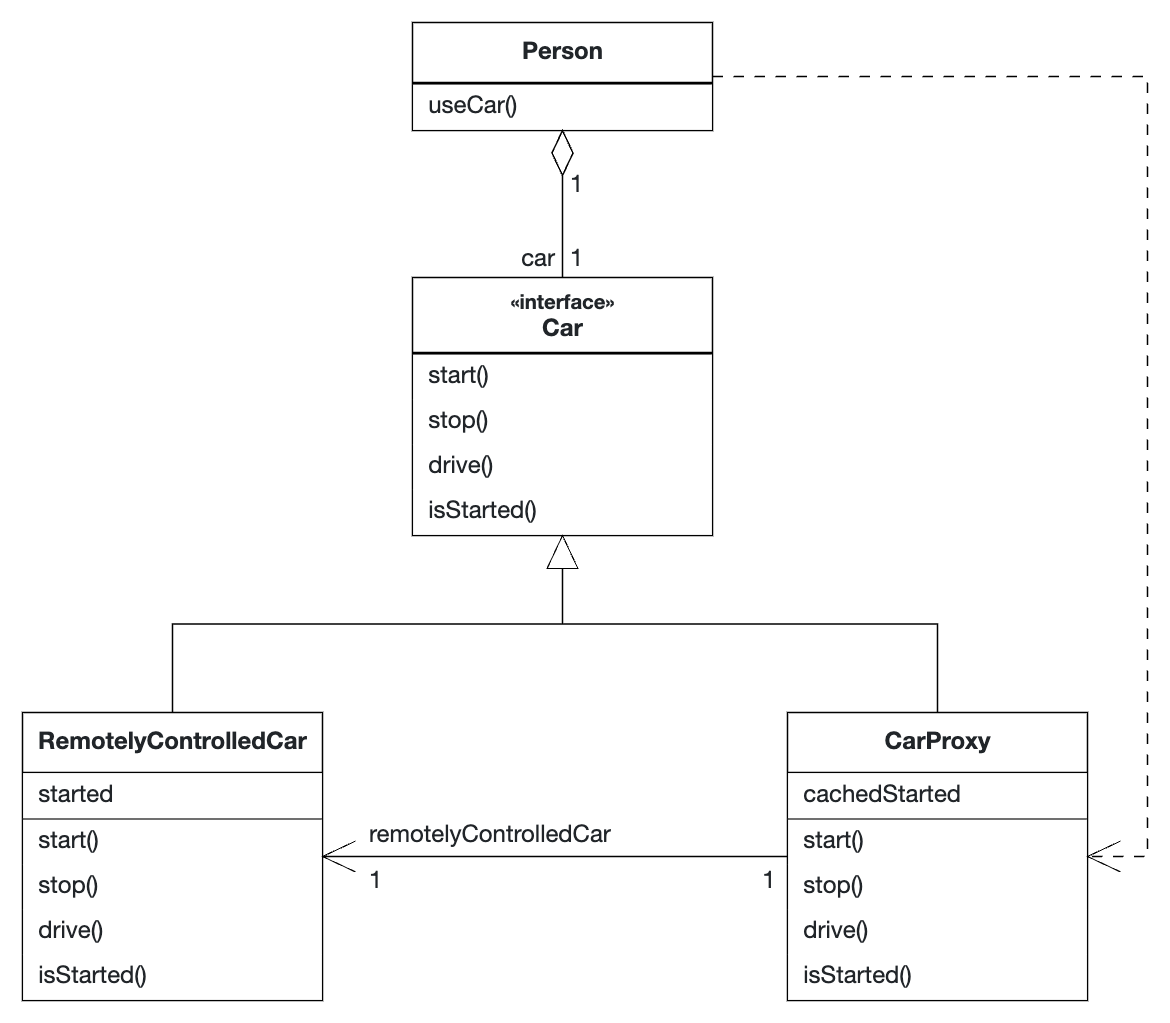 Person
useCar()
1
car 1
«interface»
Car
start()
stop()
drive()
isStarted()
RemotelyControlledCar
started
start()
stop()
drive()
isStarted()
remotelyControlledCar
1 1
CarProxy
cachedStarted
start()
stop()
drive()
isStarted()